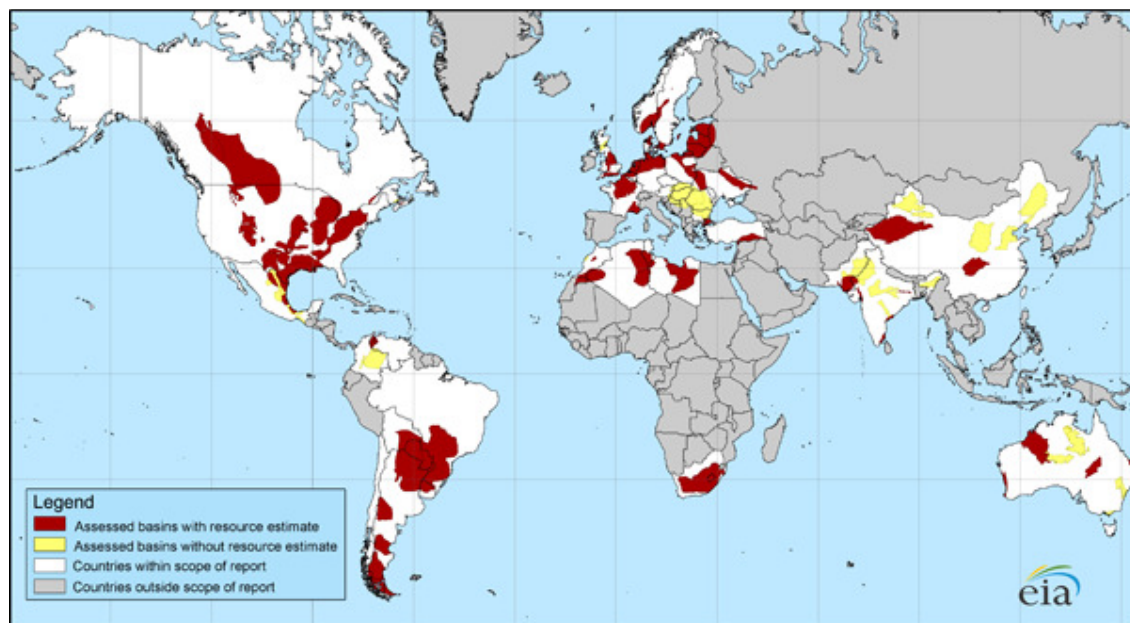 Legend
Assessed basins with resource estimate
Assessed basins without resource estimate
Countries within scope of report
Countries outside scope of report
eia